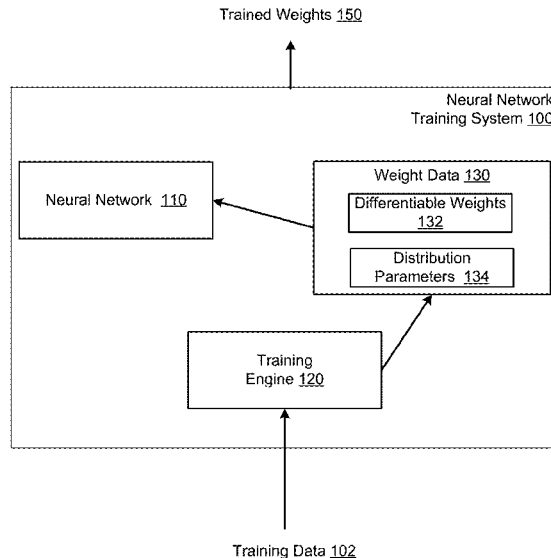 Trained Weights 150
Neural Network
Training System 100
Neural Network 110
Weight Data 130
Differentiable Weights
132
Distribution
Parameters 134
Training
Engine 120
Training Data 102